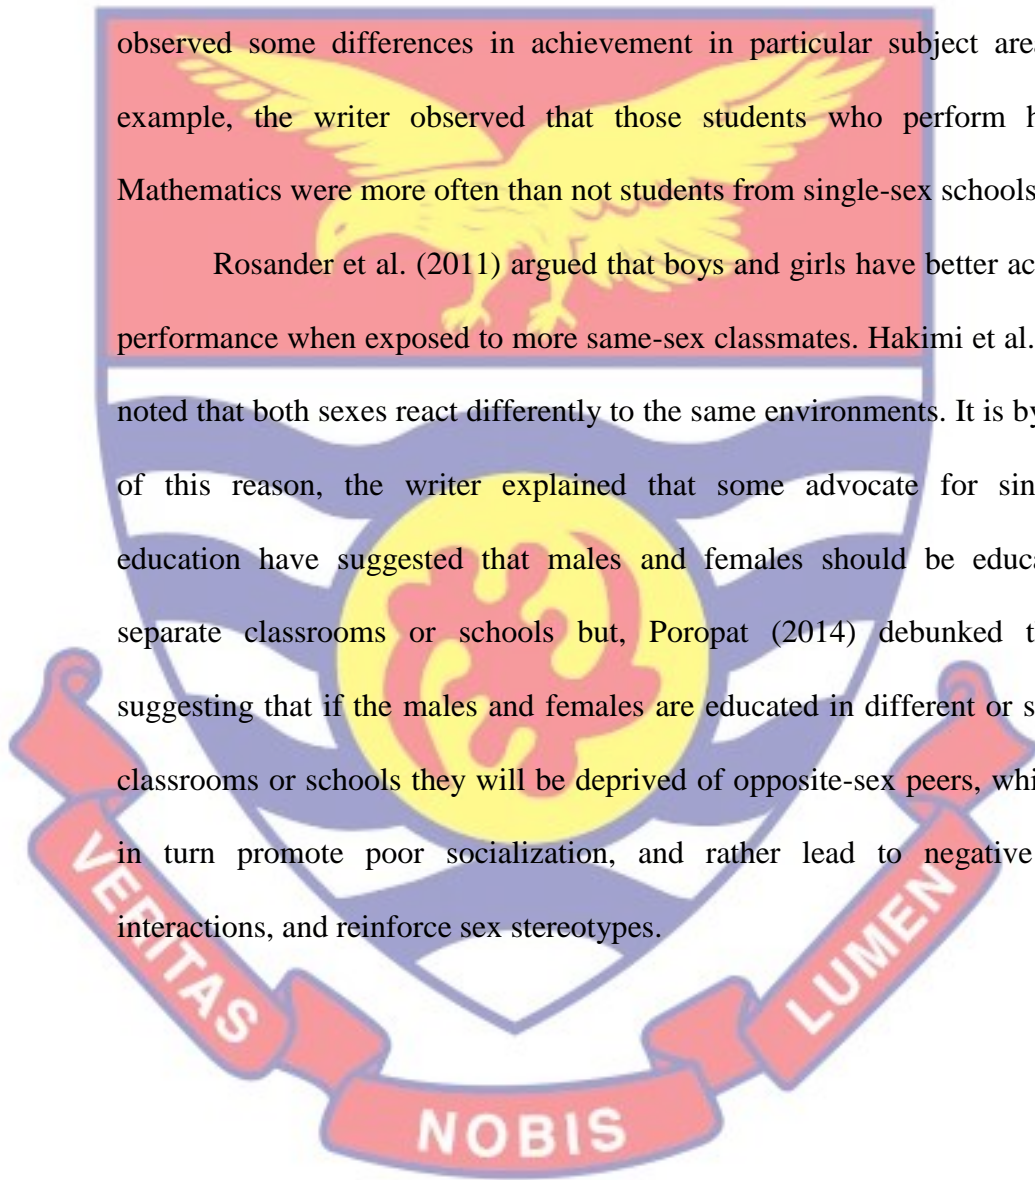 observed some differences in achievement in particular subject
example, the writer observed that those students who perform
Mathematics were more often than not students from single-sex schools
Rosander et al. (2011) argued that boys and girls have better
performance when exposed to more same-sex classmates. Hakimi et al.
noted that both sexes react differently to the same environments. It is
of this reason, the writer explained that some advocate for
education have suggested that males and females should be
separate classrooms or schools but, Poropat (2014) debunked
suggesting that if the males and females are educated in different or
classrooms or schools they will be deprived of opposite-sex peers,
in turn promote poor socialization, and rather lead to negative
interactions, and reinforce sex stereotypes.
VERITAS
NOBIS
LUMEN